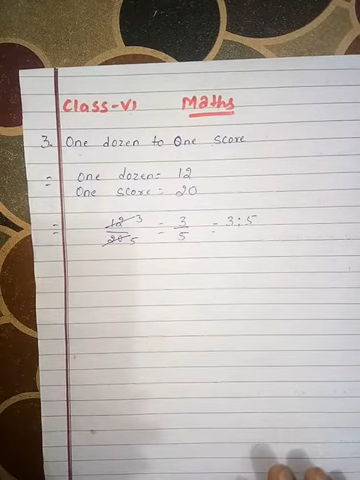 Class-VI Maths
3. One dozen to One score
= One dozen = 12
One score = 20
= 12 3 / 20 5 = 3/5 = 3:5